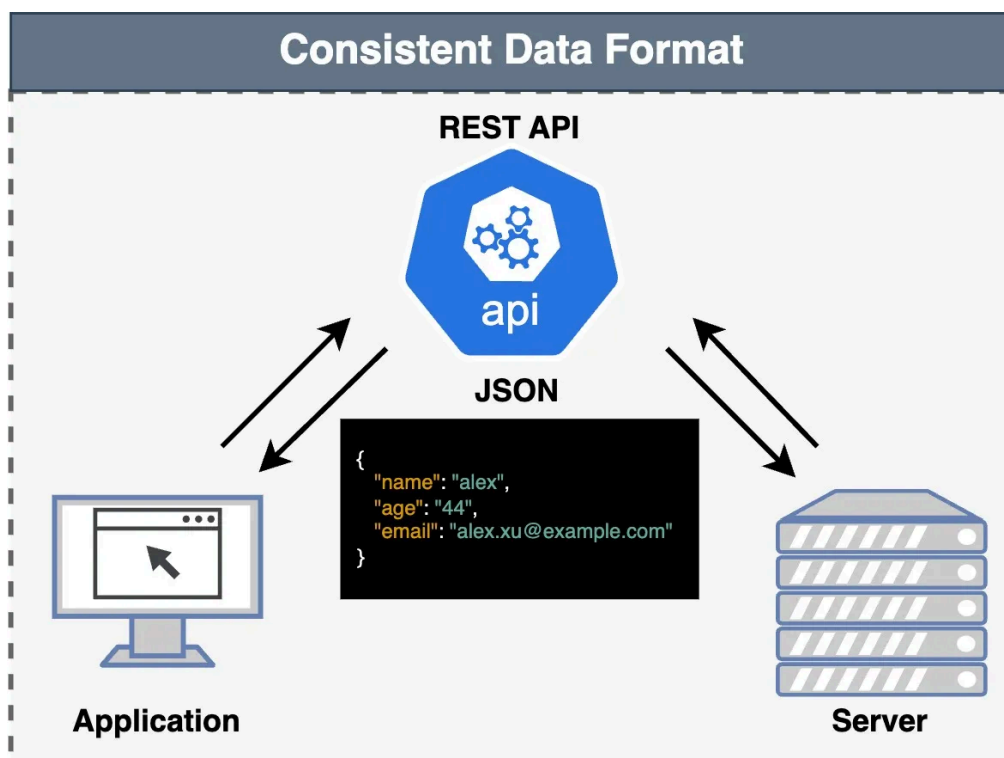 Consistent Data Format
REST API
api
JSON
{
"name": "alex",
"age": "44",
"email": "alex.xu@example.com"
}
Application
Server